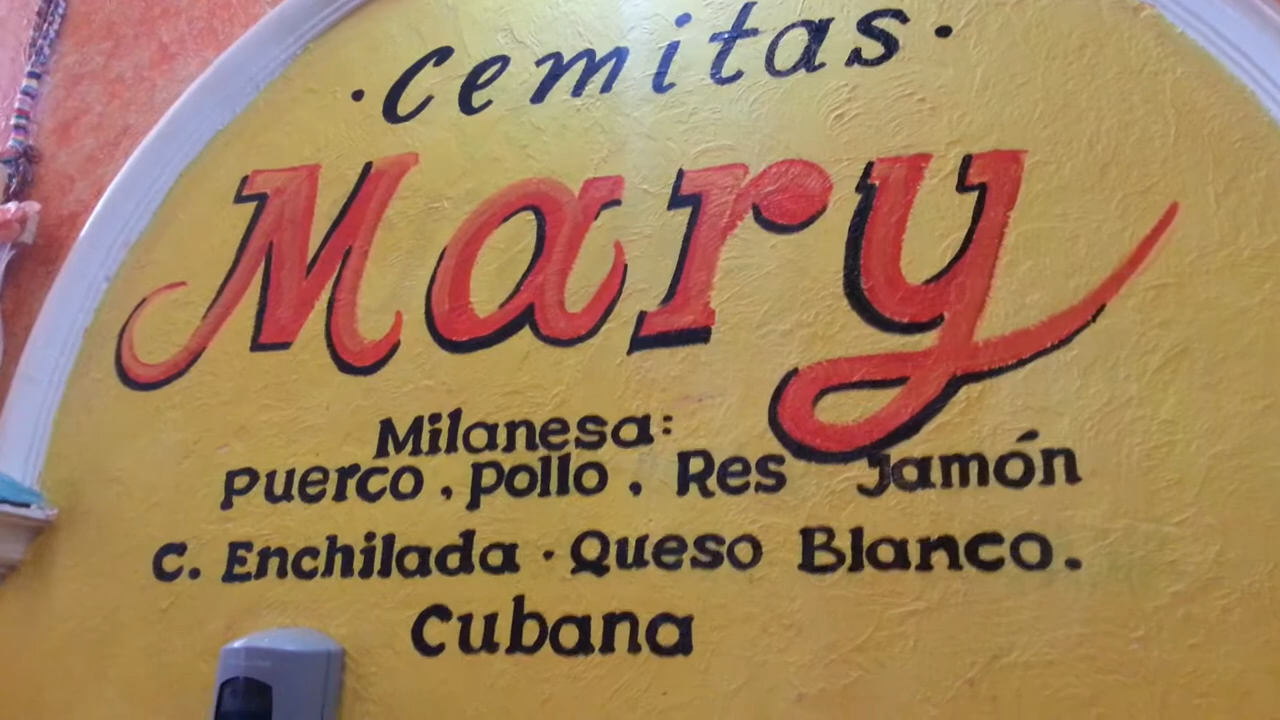 · Cemitas ·
Mary
Milanesa:
Puerco, Pollo, Res Jamón
C. Enchilada · Queso Blanco.
Cubana